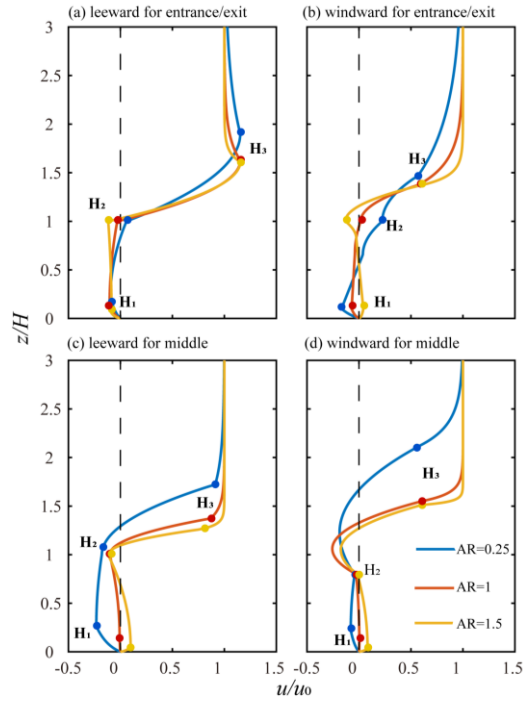 (a) leeward for entrance/exit
(b) windward for entrance/exit
3
2.5
2
1.5
1
0.5
0
H₃
H₂
H₁
H₃
H₂
H₁
z/H
(c) leeward for middle
(d) windward for middle
3
2.5
2
1.5
1
0.5
0
H₃
H₂
H₁
H₃
H₂
H₁
AR=0.25
AR=1
AR=1.5
-0.5 0 0.5 1 1.5
-0.5 0 0.5 1.0 1.5
u/u₀